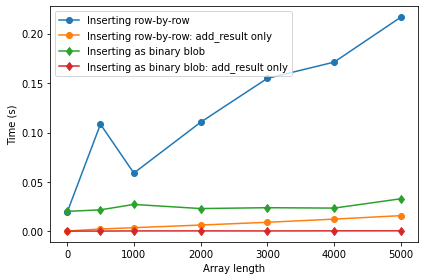 Inserting row-by-row
Inserting row-by-row: add_result only
Inserting as binary blob
Inserting as binary blob: add_result only
0.20
0.15
0.10
0.05
0.00
Time (s)
0
1000
2000
3000
4000
5000
Array length